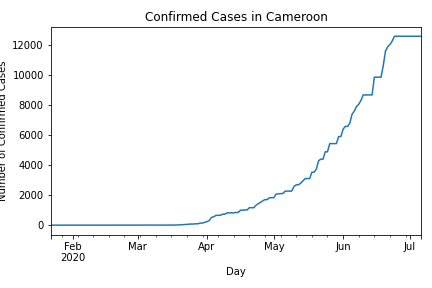 Confirmed Cases in Cameroon
Number of Confirmed Cases
12000
10000
8000
6000
4000
2000
0
Feb
2020
Mar
Apr
May
Jun
Jul
Day